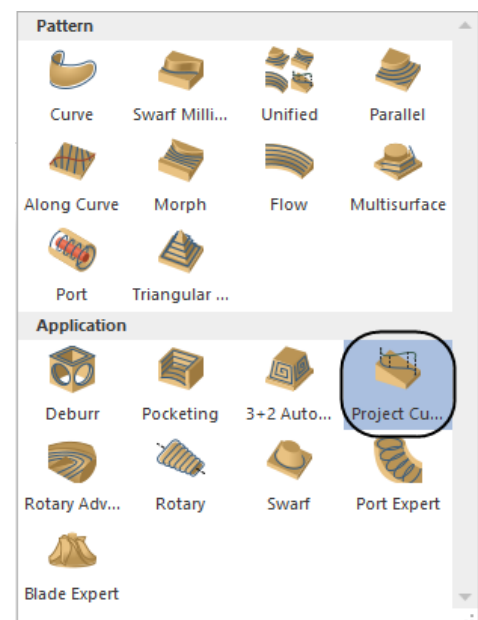 Pattern
Curve Swarf Milli... Unified Parallel
Along Curve Morph Flow Multisurface
Port Triangular ...
Application
Deburr Pocketing 3+2 Auto... Project Cu...
Rotary Adv... Rotary Swarf Port Expert
Blade Expert